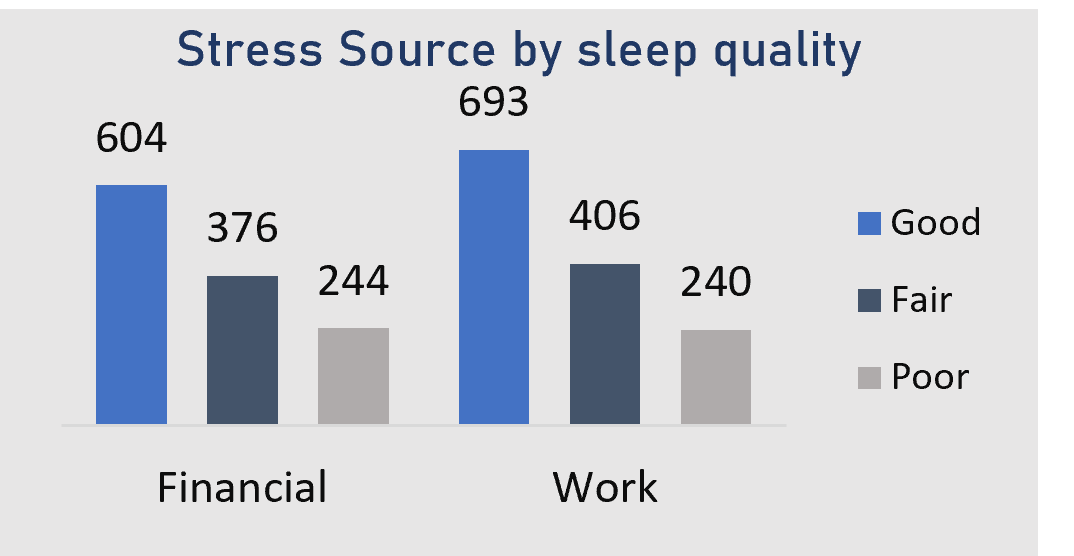 Stress Source by sleep quality
604
376
244
693
406
240
Financial
Work
Good
Fair
Poor